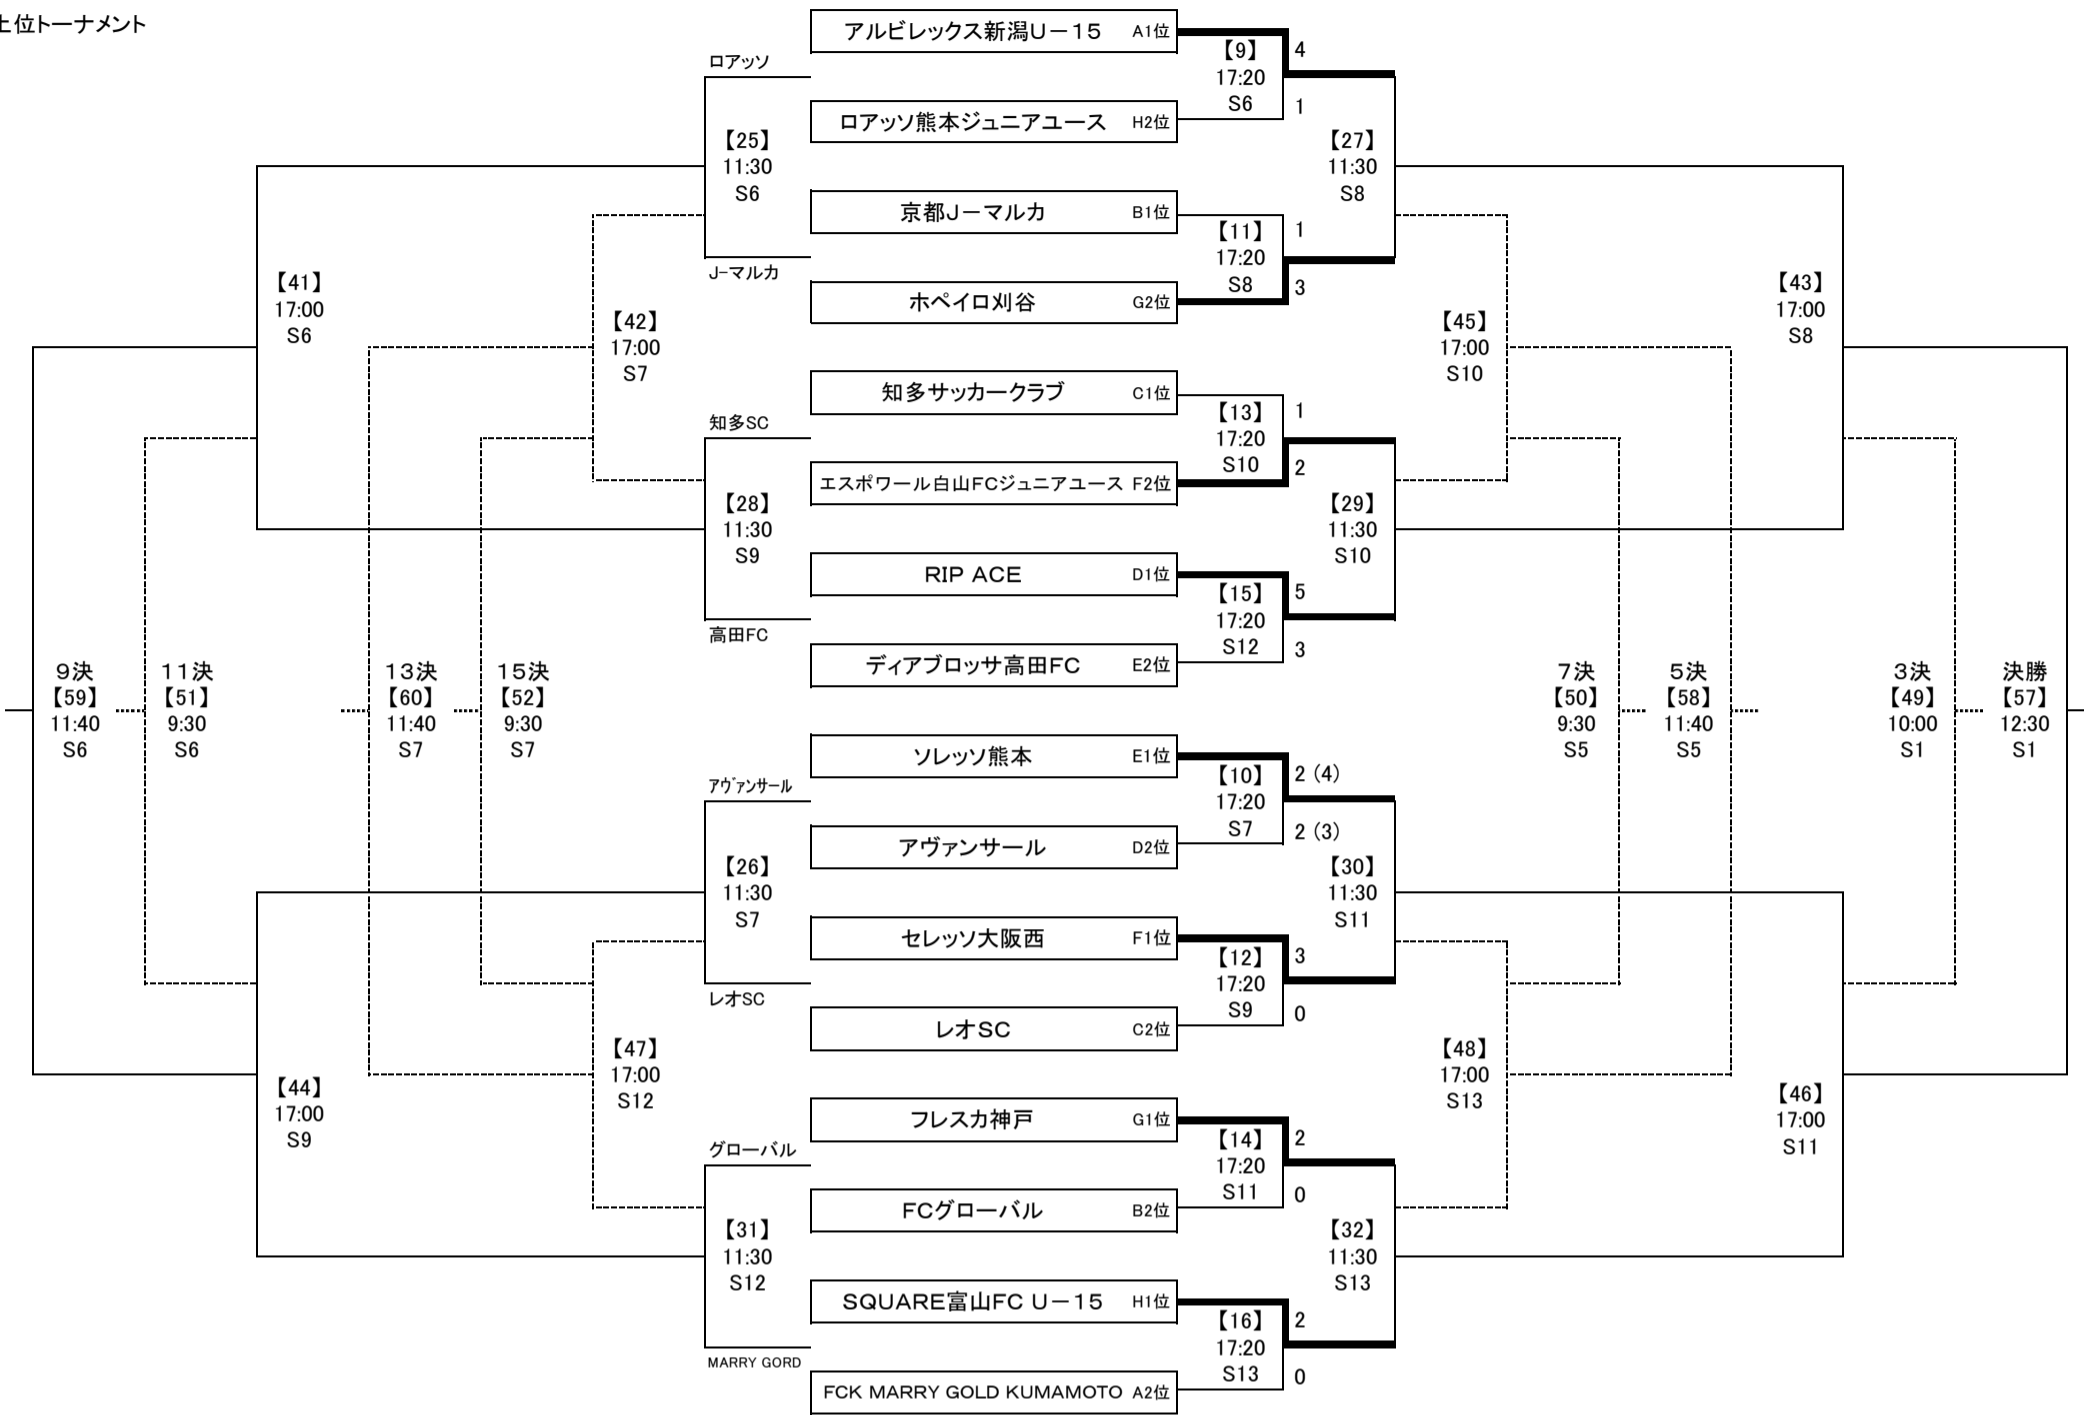 上位トーナメント
アルビレックス新潟U－15 A1位
【9】
17:20
S6
4
1
ロアッソ
ロアッソ熊本ジュニアユース H2位
【25】
11:30
S6
【27】
11:30
S8
京都J－マルカ B1位
【11】
17:20
S8
1
3
J-マルカ
ホペイロ刈谷 G2位
【41】
17:00
S6
【42】
17:00
S7
【45】
17:00
S10
【43】
17:00
S8
知多サッカークラブ C1位
【13】
17:20
S10
1
2
知多SC
エスポワール白山FCジュニアユース F2位
【28】
11:30
S9
【29】
11:30
S10
RIP ACE D1位
【15】
17:20
S12
5
3
高田FC
ディアブロッサ高田FC E2位
9決
【59】
11:40
S6
11決
【51】
9:30
S6
13決
【60】
11:40
S7
15決
【52】
9:30
S7
7決
【50】
9:30
S5
5決
【58】
11:40
S5
3決
【49】
10:00
S1
決勝
【57】
12:30
S1
ソレッソ熊本 E1位
【10】
17:20
S7
2（4）
2（3）
アヴァンサール
アヴァンサール D2位
【26】
11:30
S7
【30】
11:30
S11
セレッソ大阪西 F1位
【12】
17:20
S9
3
0
レオSC
レオSC C2位
【44】
17:00
S9
【47】
17:00
S12
【48】
17:00
S13
【46】
17:00
S11
フレスカ神戸 G1位
【14】
17:20
S11
2
0
グローバル
FCグローバル B2位
【31】
11:30
S12
【32】
11:30
S13
SQUARE富山FC U－15 H1位
【16】
17:20
S13
2
0
MARRY GORD
FCK MARRY GOLD KUMAMOTO A2位